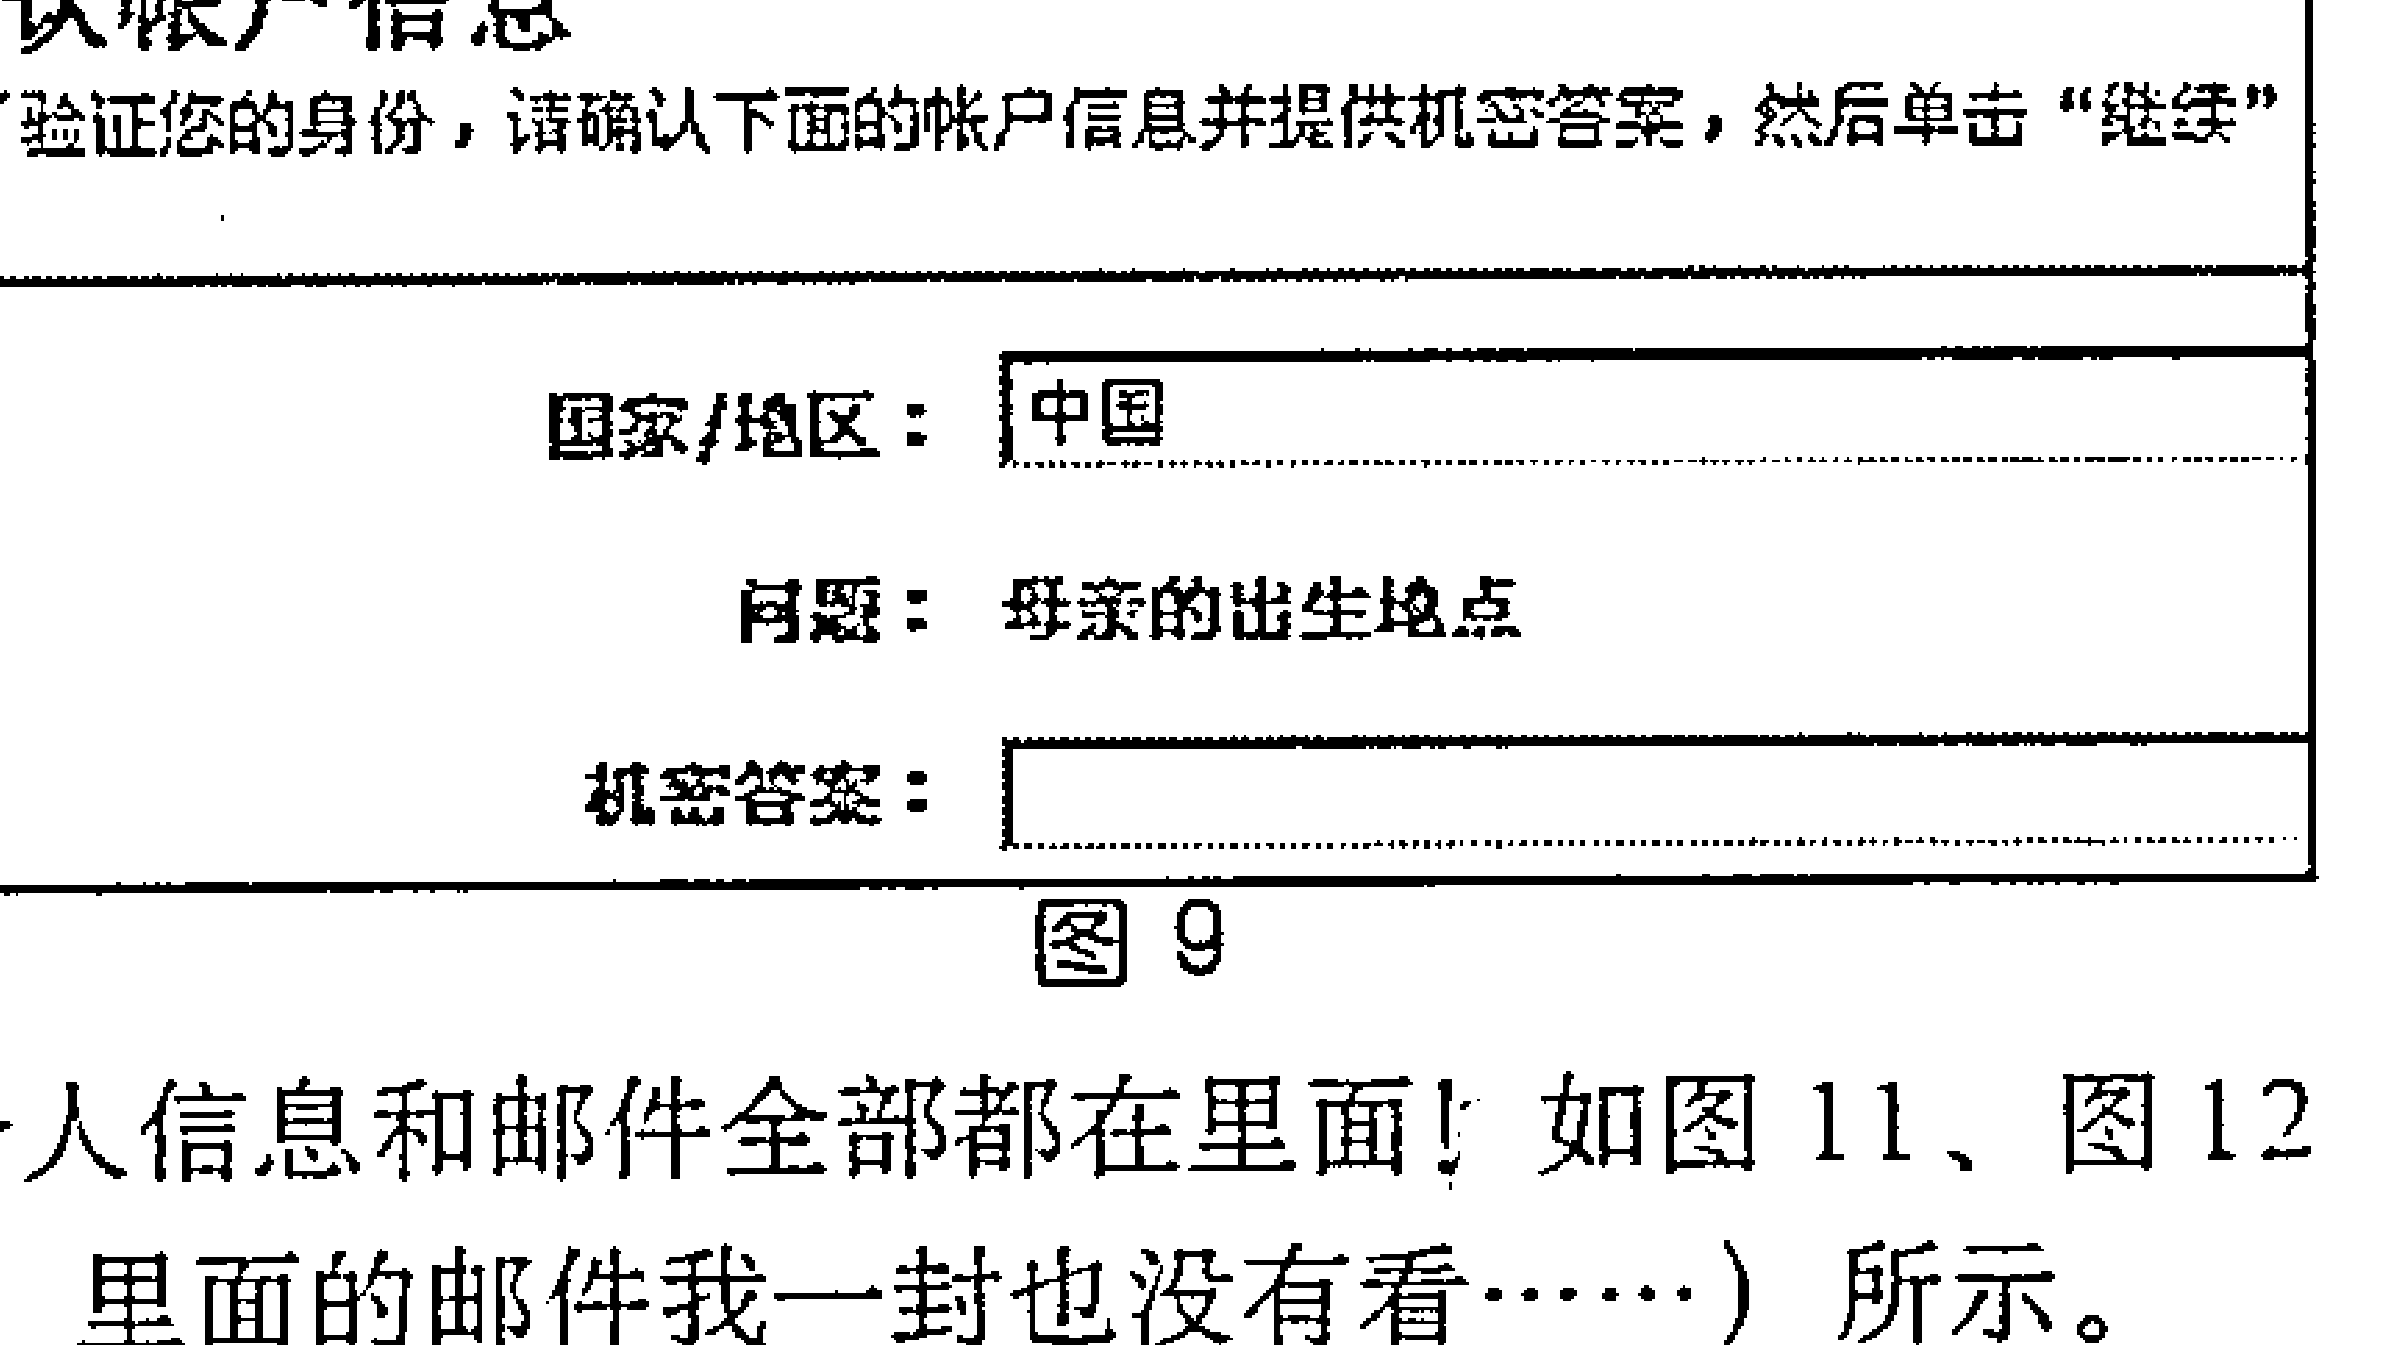 认帐户信息
验证您的身份，请确认下面的帐户信息并提供机密答案，然后单击“继续”
国家/地区： 中国
问题： 母亲的出生地点
机密答案：
图 9
人信息和邮件全部都在里面！如图 11、图 12
里面的邮件我一封也没有看……）所示。